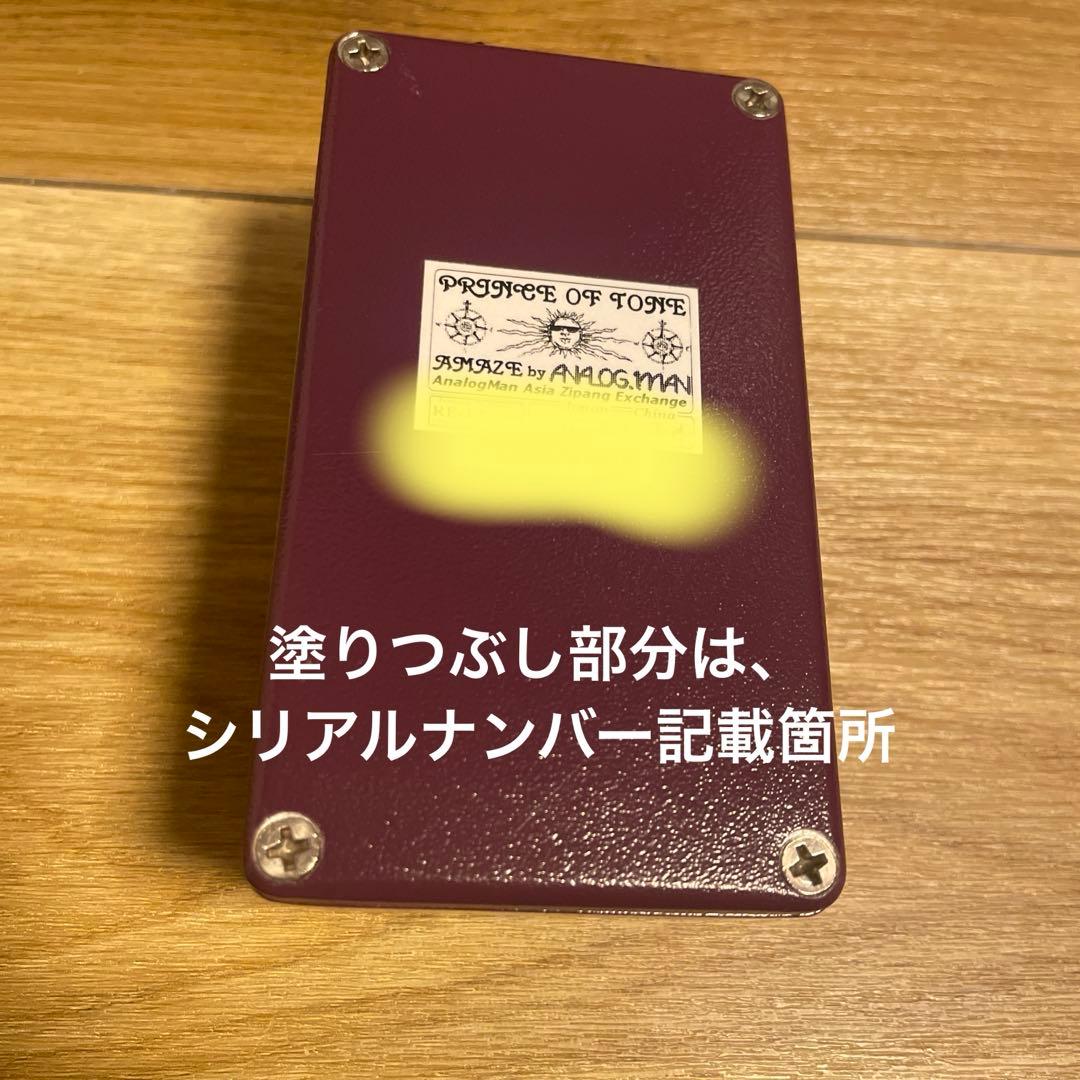 PRINCE OF TONE
AMAZE by ANALOG.MAN
AnalogMan Asia Zipang Exchange
China
塗りつぶし部分は、
シリアルナンバー記載箇所